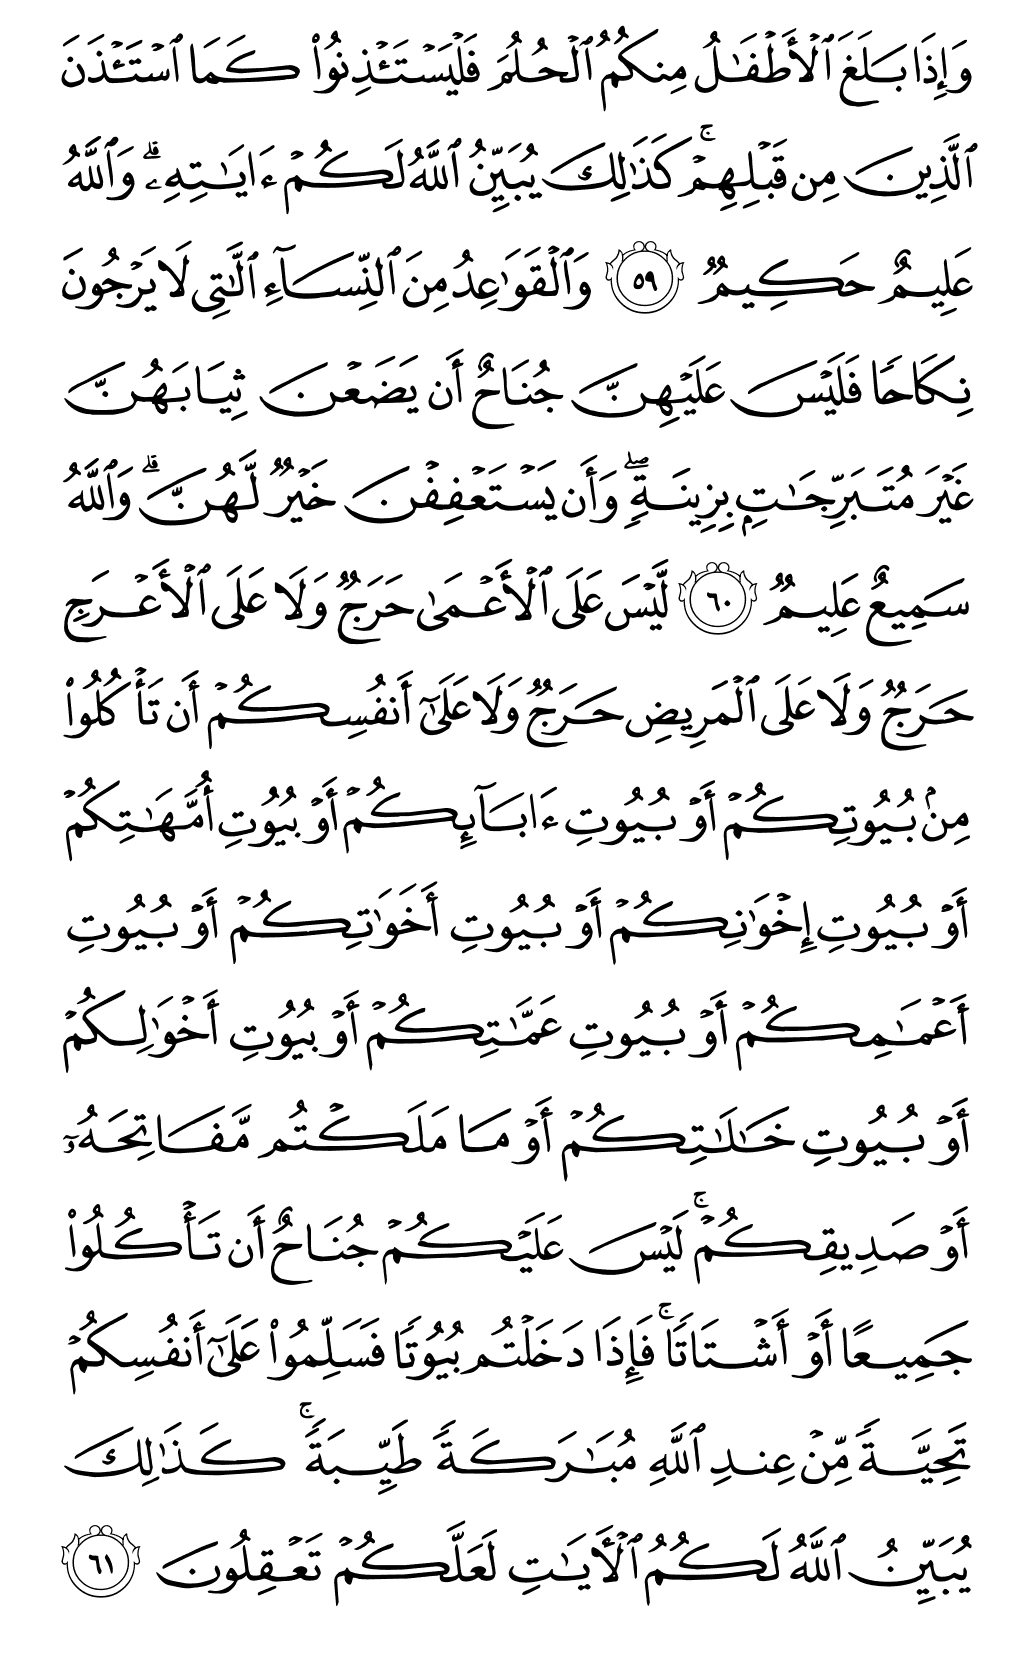 وَإِذَا بَلَغَ ٱلْأَطْفَٰلُ مِنكُمُ ٱلْحُلُمَ فَلْيَسْتَـْٔذِنُوا۟ كَمَا ٱسْتَـْٔذَنَ
ٱلَّذِينَ مِن قَبْلِهِمْ ۚ كَذَٰلِكَ يُبَيِّنُ ٱللَّهُ لَكُمْ ءَايَٰتِهِۦ ۗ وَٱللَّهُ
عَلِيمٌ حَكِيمٌ ٥٩ وَٱلْقَوَٰعِدُ مِنَ ٱلنِّسَآءِ ٱلَّٰتِى لَا يَرْجُونَ
نِكَاحًا فَلَيْسَ عَلَيْهِنَّ جُنَاحٌ أَن يَضَعْنَ ثِيَابَهُنَّ
غَيْرَ مُتَبَرِّجَٰتٍۭ بِزِينَةٍ ۖ وَأَن يَسْتَعْفِفْنَ خَيْرٌ لَّهُنَّ ۗ وَٱللَّهُ
سَمِيعٌ عَلِيمٌ ٦٠ لَّيْسَ عَلَى ٱلْأَعْمَىٰ حَرَجٌ وَلَا عَلَى ٱلْأَعْرَجِ
حَرَجٌ وَلَا عَلَى ٱلْمَرِيضِ حَرَجٌ وَلَا عَلَىٰٓ أَنفُسِكُمْ أَن تَأْكُلُوا۟
مِنۢ بُيُوتِكُمْ أَوْ بُيُوتِ ءَابَآئِكُمْ أَوْ بُيُوتِ أُمَّهَٰتِكُمْ
أَوْ بُيُوتِ إِخْوَٰنِكُمْ أَوْ بُيُوتِ أَخَوَٰتِكُمْ أَوْ بُيُوتِ
أَعْمَٰمِكُمْ أَوْ بُيُوتِ عَمَّٰتِكُمْ أَوْ بُيُوتِ أَخْوَٰلِكُمْ
أَوْ بُيُوتِ خَٰلَٰتِكُمْ أَوْ مَا مَلَكْتُم مَّفَاتِحَهُۥٓ
أَوْ صَدِيقِكُمْ ۚ لَيْسَ عَلَيْكُمْ جُنَاحٌ أَن تَأْكُلُوا۟
جَمِيعًا أَوْ أَشْتَاتًا ۚ فَإِذَا دَخَلْتُم بُيُوتًا فَسَلِّمُوا۟ عَلَىٰٓ أَنفُسِكُمْ
تَحِيَّةً مِّنْ عِندِ ٱللَّهِ مُبَٰرَكَةً طَيِّبَةً ۚ كَذَٰلِكَ
يُبَيِّنُ ٱللَّهُ لَكُمُ ٱلْأَيَٰتِ لَعَلَّكُمْ تَعْقِلُونَ ٦١